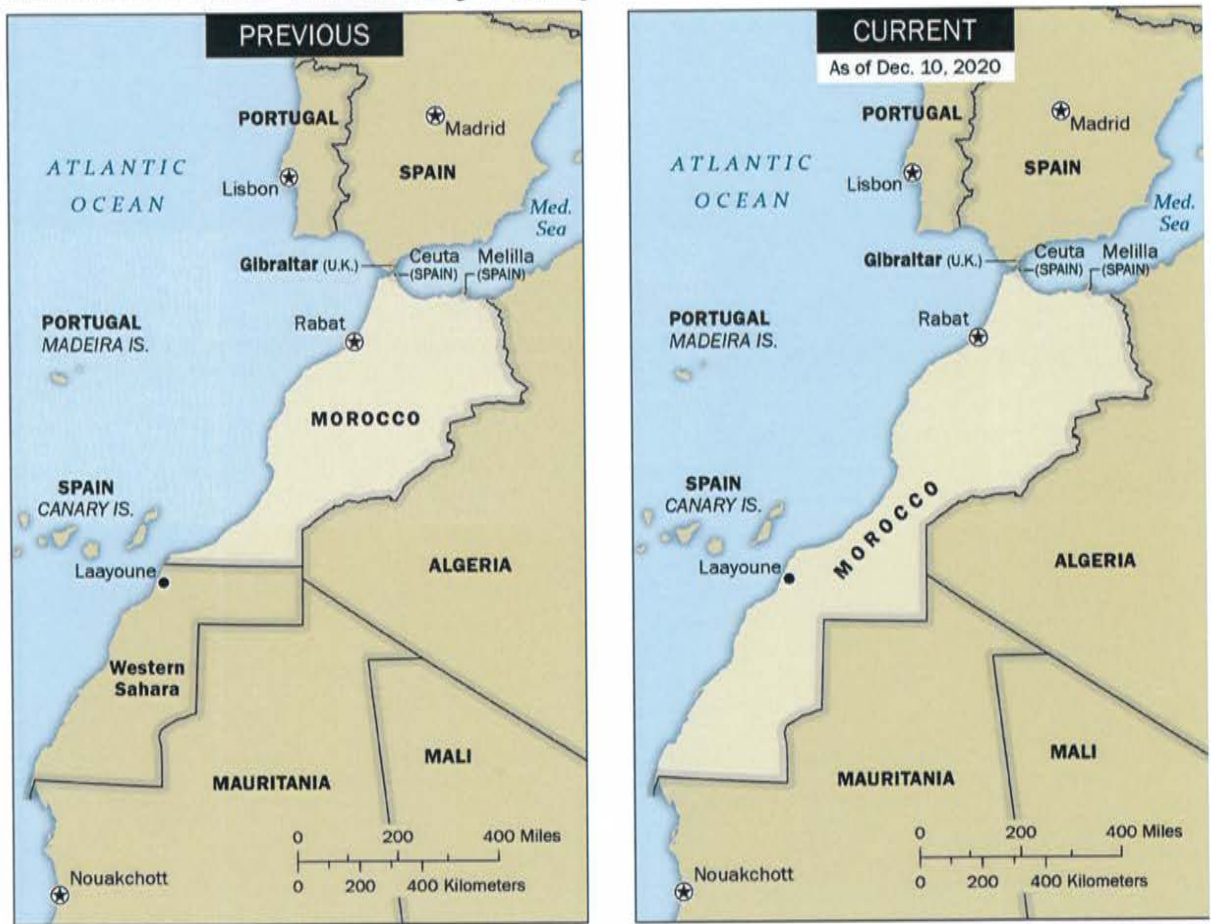 PREVIOUS
PORTUGAL
Madrid
ATLANTIC
OCEAN
Lisbon
SPAIN
Med.
Sea
Gibraltar (U.K.)
Ceuta
(SPAIN)
Melilla
(SPAIN)
PORTUGAL
MADEIRA IS.
Rabat
MOROCCO
SPAIN
CANARY IS.
Laayoune
ALGERIA
Western
Sahara
MAURITANIA
MALI
0 200 400 Miles
0 200 400 Kilometers
Nouakchott
CURRENT
As of Dec. 10, 2020
PORTUGAL
Madrid
ATLANTIC
OCEAN
Lisbon
SPAIN
Med.
Sea
Gibraltar (U.K.)
Ceuta
(SPAIN)
Melilla
(SPAIN)
PORTUGAL
MADEIRA IS.
Rabat
SPAIN
CANARY IS.
MOROCCO
Laayoune
ALGERIA
MALI
MAURITANIA
0 200 400 Miles
0 200 400 Kilometers
Nouakchott